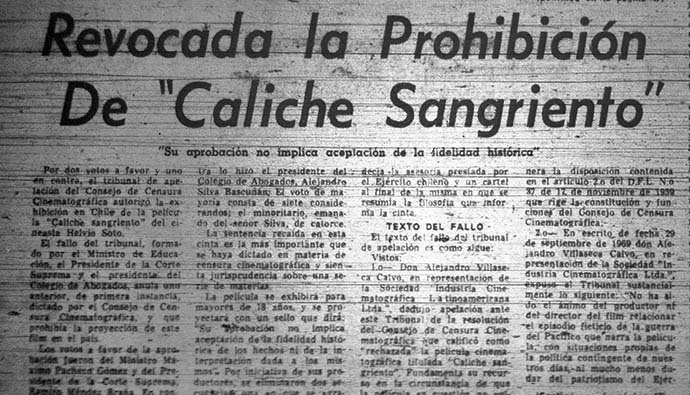 Revocada la Prohibición
De "Caliche Sangriento"
"Su aprobación no implica aceptación de la fidelidad histórica"
Por dos votos a favor y uno
en contra, el tribunal de ape-
lación del Consejo de Censura
Cinematográfica autorizó la ex-
hibición en Chile de la pelícu-
la "Caliche sangriento" del ci-
neasta Helvio Soto.
El fallo del tribunal, forma-
do por el Ministro de Educa-
ción, el Presidente de la Corte
Suprema y el presidente del
Colegio de Abogados, anula uno
anterior, de primera instancia,
dictado por el Consejo de Cen-
sura Cinematográfica, y que
prohibía la proyección de este
film en el país.
Los votos a favor de la apro-
bación fueron del Ministro Má-
ximo Pacheco Gómez y del Pre-
sidente de la Corte Suprema,
Ramón Méndez Braña. En con-
tra lo hizo el presidente del
Colegio de Abogados, Alejandro
Silva Bascuñán. El voto de ma-
yoría consta de siete conside-
randos; el minoritario, emana-
do del señor Silva, de catorce.
La sentencia recaída en esta
cinta es la más importante que
se haya dictado en materia de
censura cinematográfica y sien-
ta jurisprudencia sobre una se-
rie de materias.
La película se exhibirá para
mayores de 18 años, y se pro-
yectará con un sello que dirá:
"Su aprobación no implica
aceptación de la fidelidad histó-
rica de los hechos ni de la in-
terpretación dada a los mis-
mos". Por iniciativa de sus pro-
ductores, se eliminaron dos se-
decía la asesoría prestada por
el Ejército chileno y un cartel
al final de la misma en que se
resumía la filosofía que infor-
ma la cinta.
TEXTO DEL FALLO
El texto del fallo del tribunal
de apelación es como sigue:
Vistos:
1.o— Don Alejandro Villase-
ca Calvo, en representación de
la Sociedad "Industria Cine-
matográfica Latinoamericana
Ltda", dedujo apelación ante
este Tribunal de la resolución
del Consejo de Censura Cine-
matográfica que calificó como
"rechazada" la película cinema-
tográfica titulada "Caliche san-
griento". Fundamenta su recur-
so en la circunstancia de que
nera la disposición contenida
en el artículo 2.o del D.F.L. N.o
37 de 17 de noviembre de 1959
que rige la constitución y fun-
ciones del Consejo de Censura
Cinematográfica.
2.o— En escrito, de fecha 29
de septiembre de 1969 don Ale-
jandro Villaseca Calvo, en re-
presentación de la Sociedad "In-
dustria Cinematográfica Ltda.",
expuso al Tribunal sustancial-
mente lo siguiente: "No ha si-
do el ánimo del productor ni
del director del film relacionar
el episodio ficticio de la guerra
del Pacífico que narra la pelícu-
la, con situaciones propias de
la política contingente de nues-
tros días, ni mucho menos du-
dar del patriotismo del Ejér-